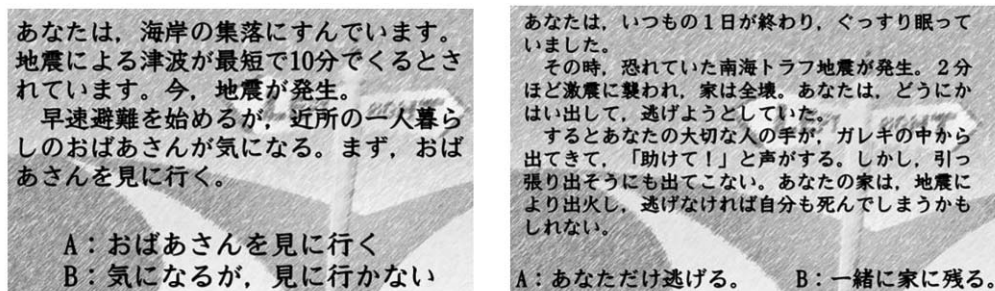 あなたは，海岸の集落にすんでいます。
地震による津波が最短で10分でくるとさ
れています。今，地震が発生。
　早速避難を始めるが，近所の一人暮ら
しのおばあさんが気になる。まず，おば
あさんを見に行く。
A：おばあさんを見に行く
B：気になるが，見に行かない
あなたは，いつもの１日が終わり，ぐっすり眠って
いました。
　その時，恐れていた南海トラフ地震が発生。２分
ほど激震に襲われ，家は全壊。あなたは，どうにか
はい出して，逃げようとしていた。
　するとあなたの大切な人の手が，ガレキの中から
出てきて，「助けて！」と声がする。しかし，引っ
張り出そうにも出てこない。あなたの家は，地震に
より出火し，逃げなければ自分も死んでしまうかも
しれない。
A：あなただけ逃げる。　　B：一緒に家に残る。